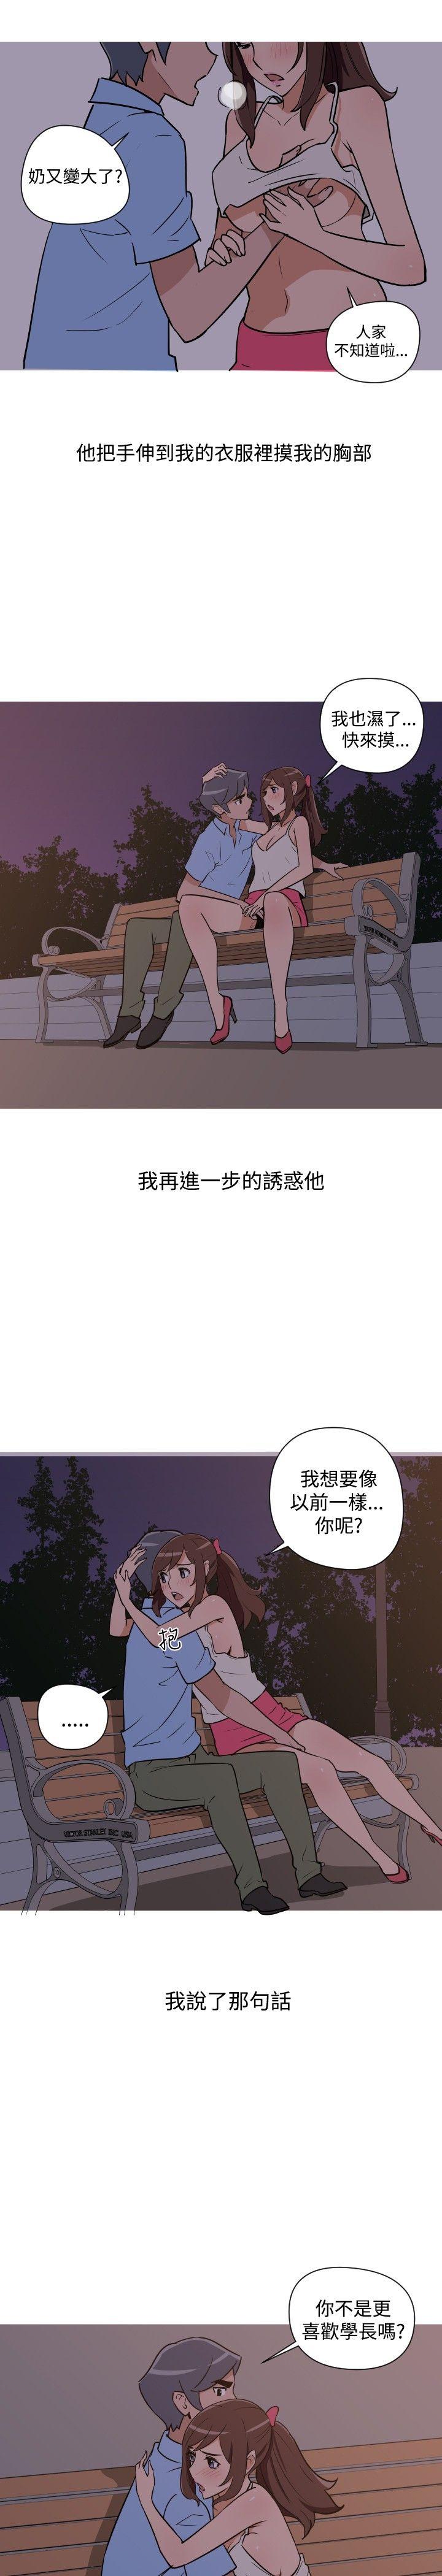 奶又變大了?
人家
不知道啦...
他把手伸到我的衣服裡摸我的胸部
我也濕了...
快來摸...
我再進一步的誘惑他
我想要像
以前一樣...
你呢?
抱
.....
VICTOR STANLEY INC USA
我說了那句話
你不是更
喜歡學長嗎?